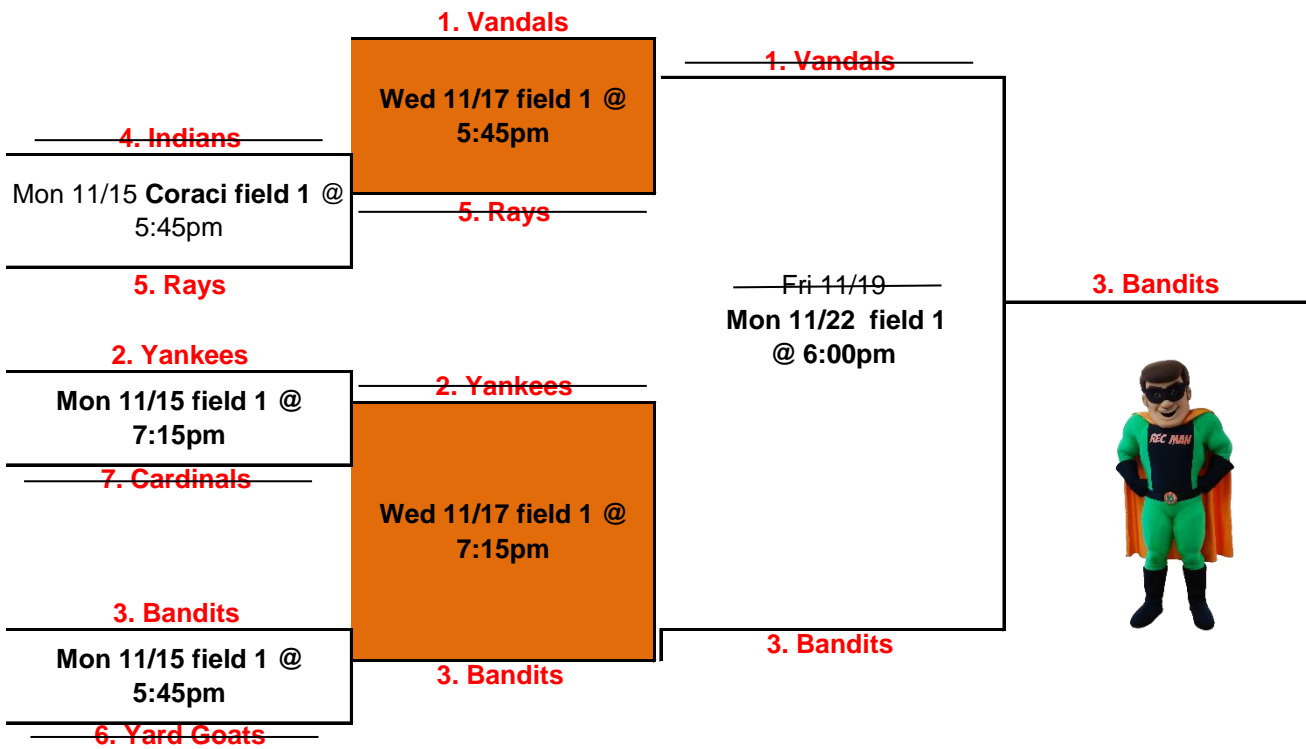 1. Vandals
Wed 11/17 field 1 @
5:45pm
1. Vandals
4. Indians
Mon 11/15 Coraci field 1 @
5:45pm
5. Rays
5. Rays
Fri 11/19
Mon 11/22 field 1
@ 6:00pm
3. Bandits
2. Yankees
Mon 11/15 field 1 @
7:15pm
7. Cardinals
2. Yankees
Wed 11/17 field 1 @
7:15pm
REC MAN
3. Bandits
Mon 11/15 field 1 @
5:45pm
6. Yard Goats
3. Bandits
3. Bandits